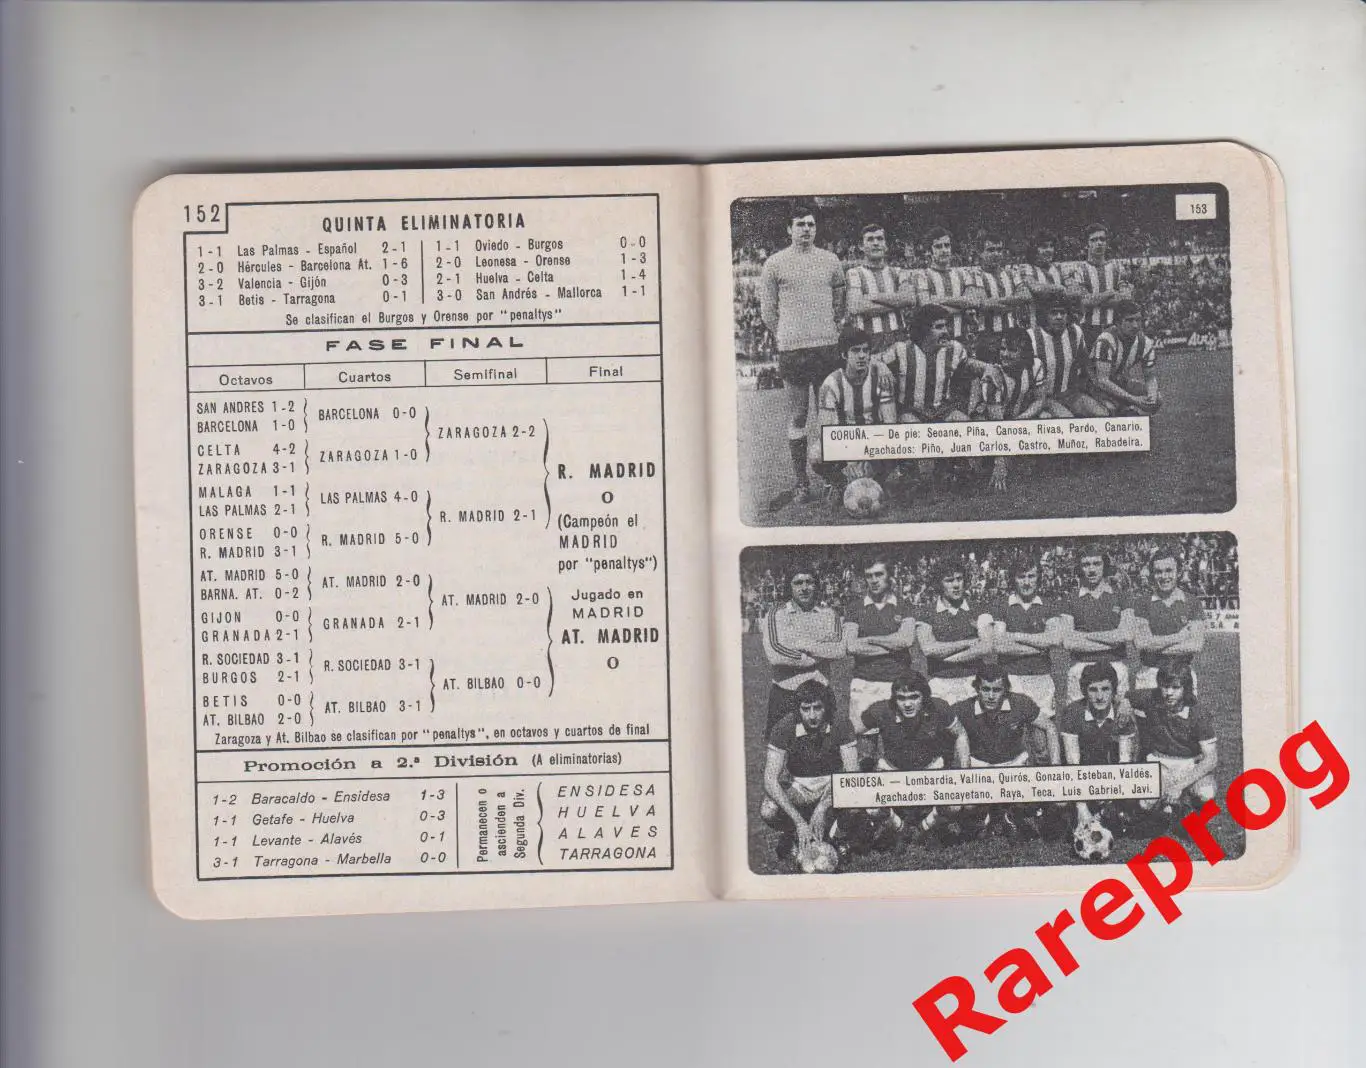 152
QUINTA ELIMINATORIA
1-1 Las Palmas - Español 2-1
2-0 Hércules - Barcelona At. 1-6
3-2 Valencia - Gijón 0-3
3-1 Betis - Tarragona 0-1
1-1 Oviedo - Burgos 0-0
2-0 Leonesa - Orense 1-3
2-1 Huelva - Celta 1-4
3-0 San Andrés - Mallorca 1-1
Se clasifican el Burgos y Orense por "penaltys"
FASE FINAL
Octavos Cuartos Semifinal Final
SAN ANDRES 1-2
BARCELONA 1-0
CELTA 4-2
ZARAGOZA 3-1
MALAGA 1-1
LAS PALMAS 2-1
ORENSE 0-0
R. MADRID 3-1
AT. MADRID 5-0
BARNA. AT. 0-2
GIJON 0-0
GRANADA 2-1
R. SOCIEDAD 3-1
BURGOS 2-1
BETIS 0-0
AT. BILBAO 2-0
BARCELONA 0-0
ZARAGOZA 1-0
LAS PALMAS 4-0
R. MADRID 5-0
AT. MADRID 2-0
GRANADA 2-1
R. SOCIEDAD 3-1
AT. BILBAO 3-1
ZARAGOZA 2-2
R. MADRID 2-1
AT. MADRID 2-0
AT. BILBAO 0-0
R. MADRID
0
(Campeón el
MADRID
por "penaltys")
Jugado en
MADRID
AT. MADRID
0
Zaragoza y At. Bilbao se clasifican por "penaltys", en octavos y cuartos de final
Promoción a 2.ª División (A eliminatorias)
1-2 Baracaldo - Ensidesa 1-3
1-1 Getafe - Huelva 0-3
1-1 Levante - Alavés 0-1
3-1 Tarragona - Marbella 0-0
Permanecen o
ascienden a
Segunda Div.
ENSIDESA
HUELVA
ALAVES
TARRAGONA
153
CORUÑA. — De pie: Seoane, Piña, Canosa, Rivas, Pardo, Canario.
Agachados: Piño, Juan Carlos, Castro, Muñoz, Rabadeira.
ENSIDESA. — Lombardía, Vallina, Quirós, Gonzalo, Esteban, Valdés.
Agachados: Sancayetano, Raya, Teca, Luis Gabriel, Javi.
Rareprog